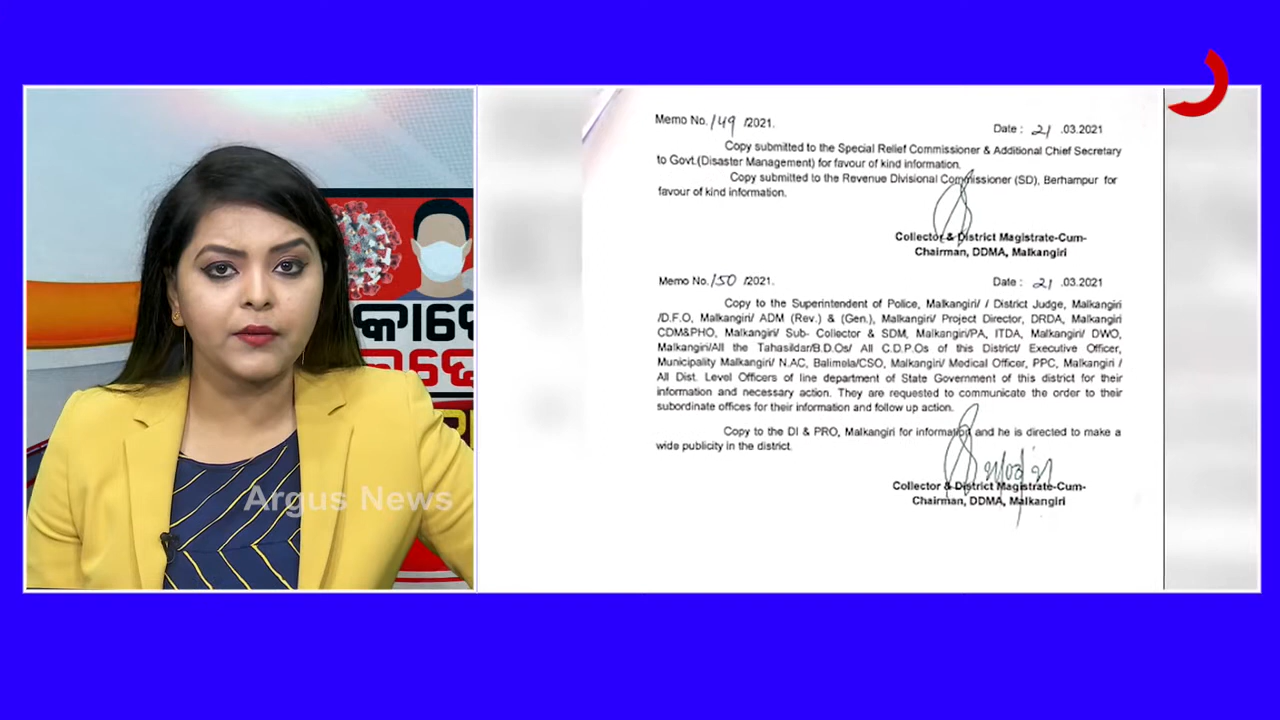 Memo No. 149 /2021.
Date : 21 .03.2021
Copy submitted to the Special Relief Commissioner & Additional Chief Secretary
to Govt.(Disaster Management) for favour of kind information.
Copy submitted to the Revenue Divisional Commissioner (SD), Berhampur for
favour of kind information.
Collector & District Magistrate-Cum-
Chairman, DDMA, Malkangiri
Memo No. 150 /2021.
Date : 21 .03.2021
Copy to the Superintendent of Police, Malkangiri/ / District Judge, Malkangiri
/D.F.O, Malkangiri/ ADM (Rev.) & (Gen.), Malkangiri/ Project Director, DRDA, Malkangiri
CDM&PHO, Malkangiri/ Sub- Collector & SDM, Malkangiri/PA, ITDA, Malkangiri/ DWO,
Malkangiri/All the Tahasildar/B.D.Os/ All C.D.P.Os of this District/ Executive Officer,
Municipality Malkangiri/ N.AC, Balimela/CSO, Malkangiri/ Medical Officer, PPC, Malkangiri /
All Dist. Level Officers of line department of State Government of this district for their
information and necessary action. They are requested to communicate the order to their
subordinate offices for their information and follow up action.
Copy to the DI & PRO, Malkangiri for information and he is directed to make a
wide publicity in the district.
Collector & District Magistrate-Cum-
Chairman, DDMA, Malkangiri
Argus News